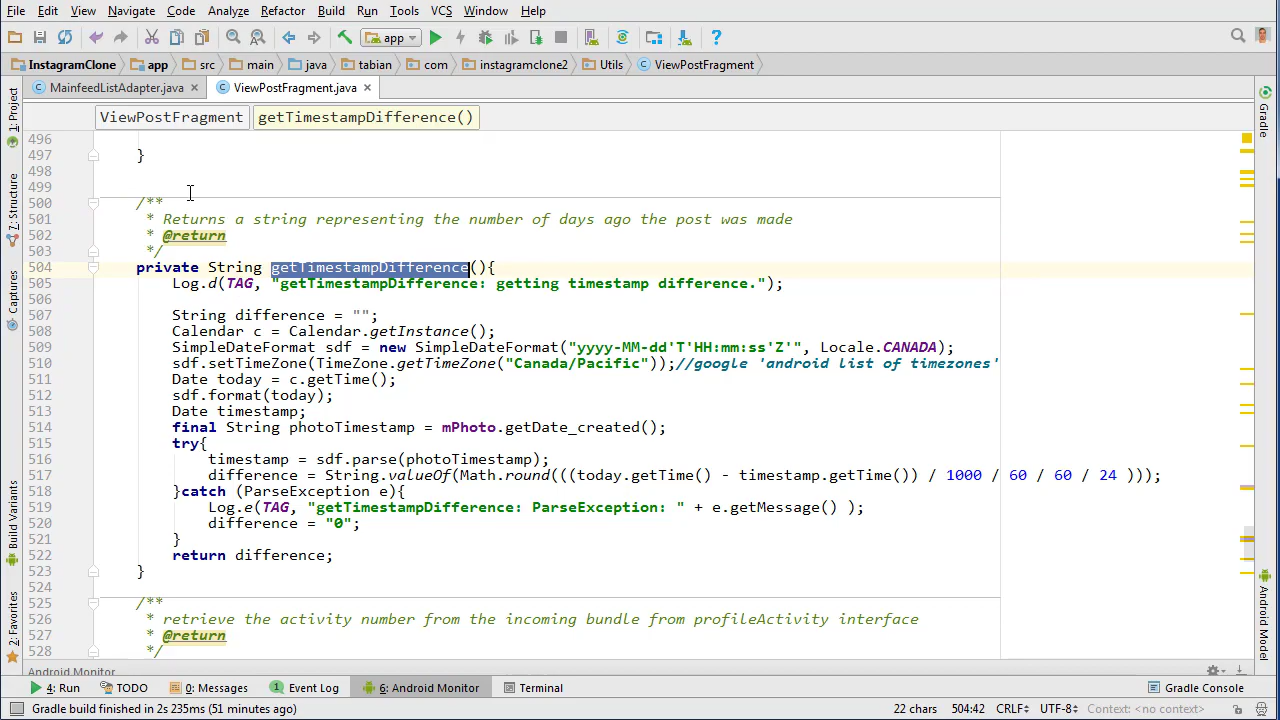 File Edit View Navigate Code Analyze Refactor Build Run Tools VCS Window Help
app
InstagramClone app src main java tabian com instagramclone2 Utils ViewPostFragment
MainfeedListAdapter.java ViewPostFragment.java
ViewPostFragment getTimestampDifference()
1: Project
7: Structure
Captures
Build Variants
2: Favorites
496
497 }
498
499
500 /**
501 * Returns a string representing the number of days ago the post was made
502 * @return
503 */
504 private String getTimestampDifference(){
505 Log.d(TAG, "getTimestampDifference: getting timestamp difference.");
506
507 String difference = "";
508 Calendar c = Calendar.getInstance();
509 SimpleDateFormat sdf = new SimpleDateFormat("yyyy-MM-dd'T'HH:mm:ss'Z'", Locale.CANADA);
510 sdf.setTimeZone(TimeZone.getTimeZone("Canada/Pacific"));//google 'android list of timezones'
511 Date today = c.getTime();
512 sdf.format(today);
513 Date timestamp;
514 final String photoTimestamp = mPhoto.getDate_created();
515 try{
516 timestamp = sdf.parse(photoTimestamp);
517 difference = String.valueOf(Math.round(((today.getTime() - timestamp.getTime()) / 1000 / 60 / 60 / 24 )));
518 }catch (ParseException e){
519 Log.e(TAG, "getTimestampDifference: ParseException: " + e.getMessage() );
520 difference = "0";
521 }
522 return difference;
523 }
524
525 /**
526 * retrieve the activity number from the incoming bundle from profileActivity interface
527 * @return
528 */
Gradle
Android Model
Android Monitor
4: Run TODO 0: Messages 1 Event Log 6: Android Monitor Terminal Gradle Console
Gradle build finished in 2s 235ms (51 minutes ago) 22 chars 504:42 CRLF UTF-8 Context: <no context>